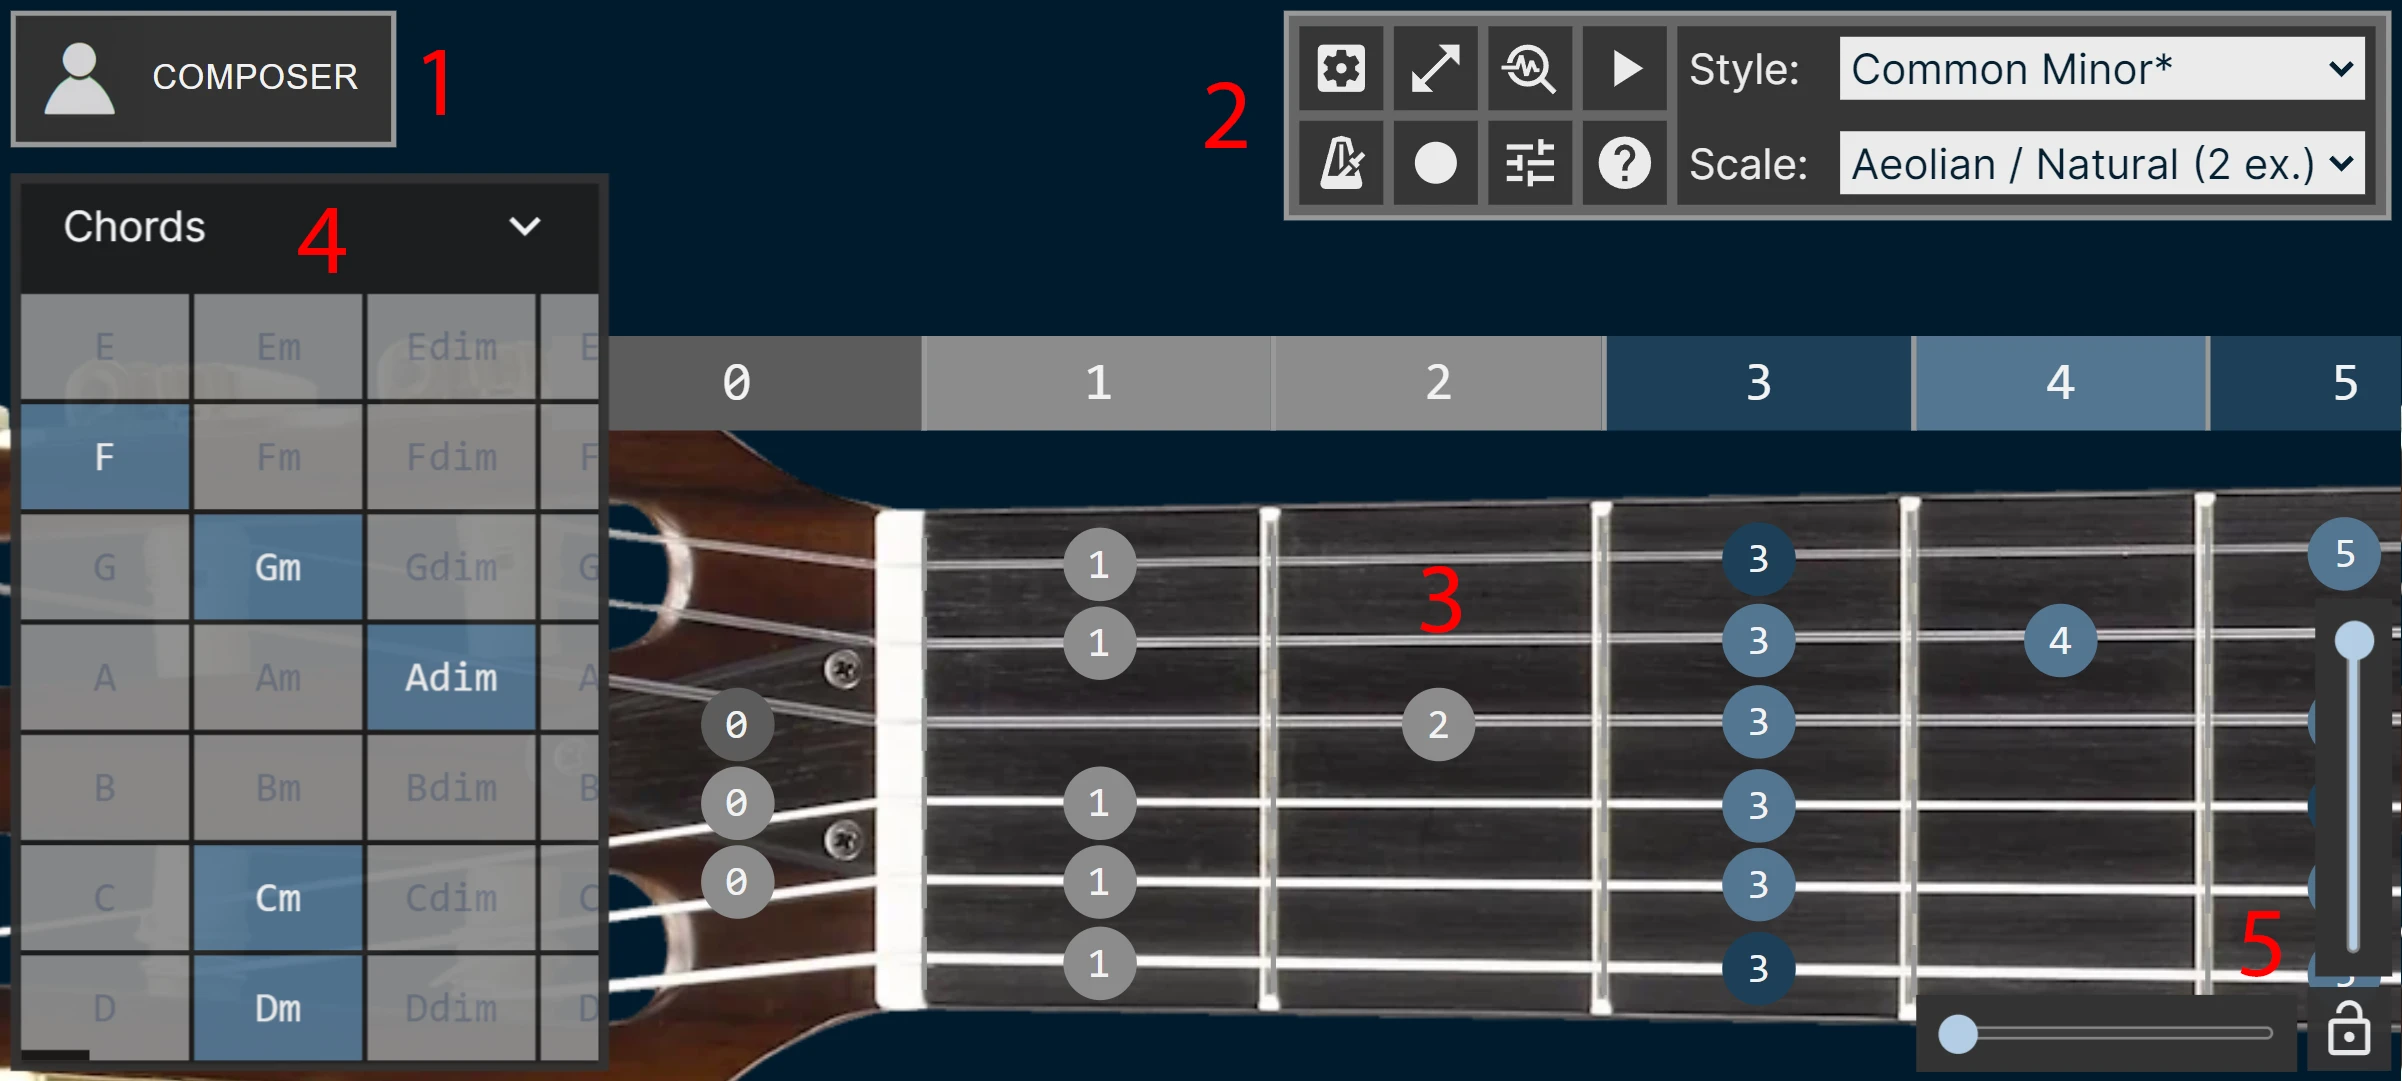 COMPOSER
1
2
Style: Common Minor*
Scale: Aeolian / Natural (2 ex.)
Chords
4
E Em Edim E
F Fm Fdim F
G Gm Gdim G
A Am Adim A
B Bm Bdim B
C Cm Cdim C
D Dm Ddim D
0 1 2 3 4 5
1 3 5
3
1 3 4
0 2 3
0 1 3
0 1 3
1 3
5